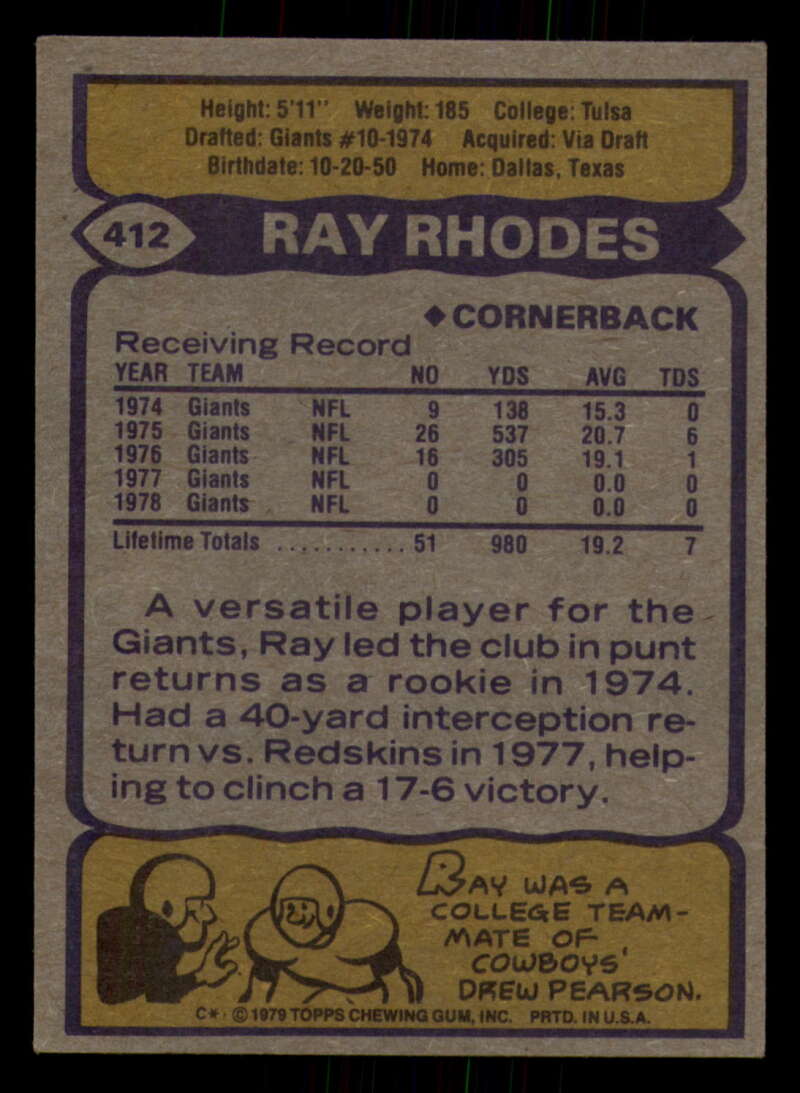 Height: 5'11" Weight: 185 College: Tulsa
Drafted: Giants #10-1974 Acquired: Via Draft
Birthdate: 10-20-50 Home: Dallas, Texas
412 RAY RHODES
◆ CORNERBACK
Receiving Record
YEAR TEAM NO YDS AVG TDS
1974 Giants NFL 9 138 15.3 0
1975 Giants NFL 26 537 20.7 6
1976 Giants NFL 16 305 19.1 1
1977 Giants NFL 0 0 0.0 0
1978 Giants NFL 0 0 0.0 0
Lifetime Totals ........... 51 980 19.2 7
A versatile player for the
Giants, Ray led the club in punt
returns as a rookie in 1974.
Had a 40-yard interception re-
turn vs. Redskins in 1977, help-
ing to clinch a 17-6 victory.
RAY WAS A
COLLEGE TEAM-
MATE OF
COWBOYS'
DREW PEARSON.
C* ©1979 TOPPS CHEWING GUM, INC. PRTD. IN U.S.A.